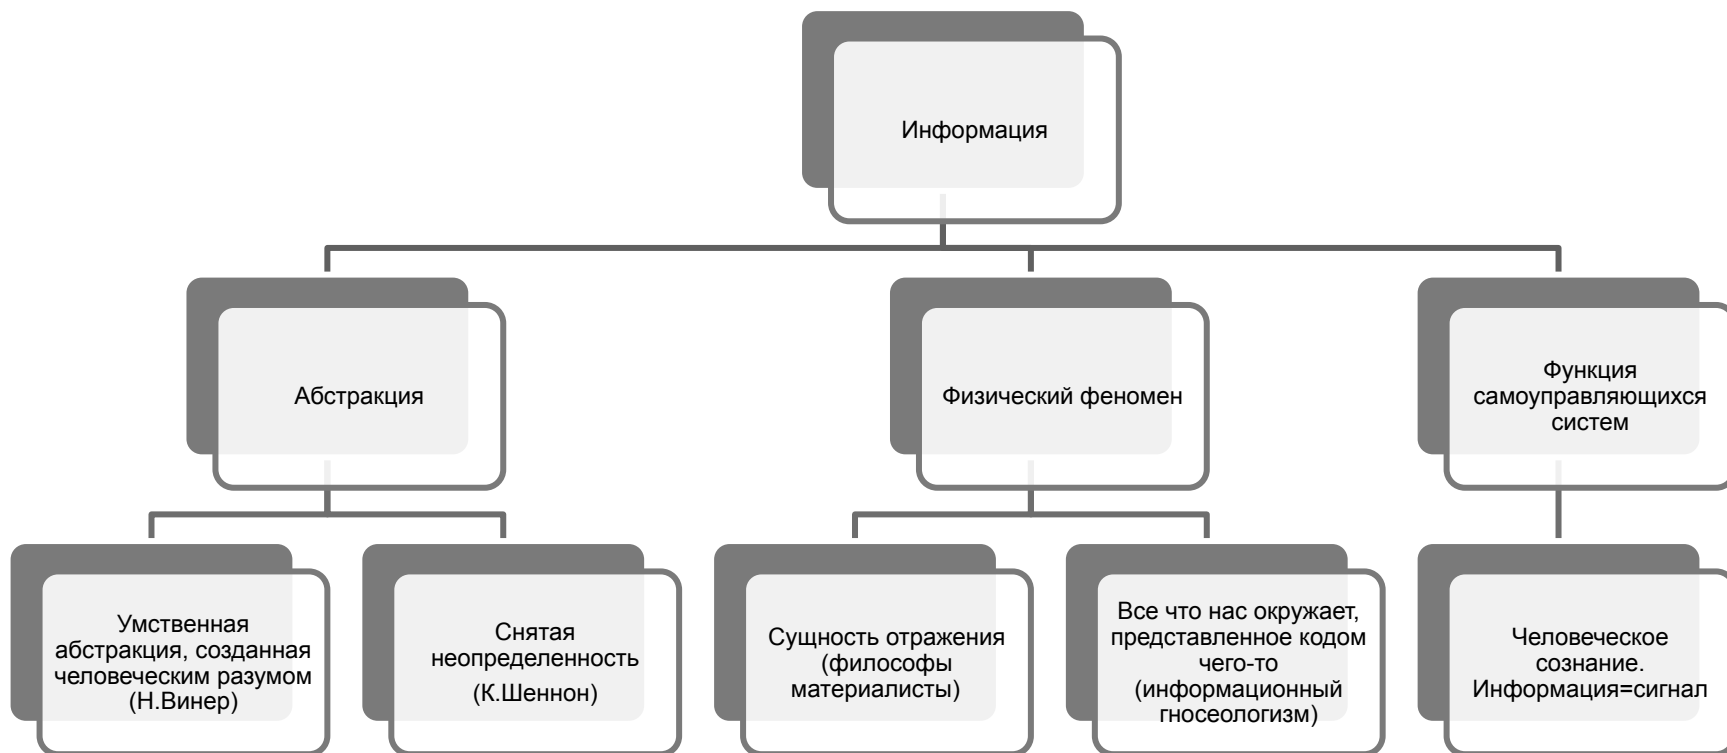 Информация
Абстракция
Физический феномен
Функция
самоуправляющихся
систем
Умственная
абстракция, созданная
человеческим разумом
(Н.Винер)
Снятая
неопределенность
(К.Шеннон)
Сущность отражения
(философы
материалисты)
Все что нас окружает,
представленное кодом
чего-то
(информационный
гносеологизм)
Человеческое
сознание.
Информация=сигнал